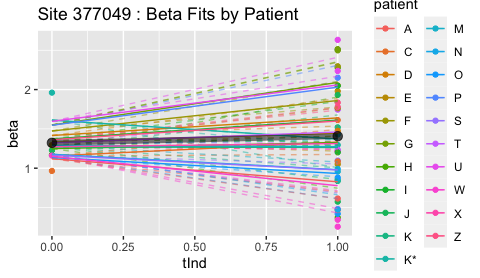 Site 377049 : Beta Fits by Patient
beta
2
1
0.00 0.25 0.50 0.75 1.00
tInd
patient
A
C
D
E
F
G
H
I
J
K
K*
M
N
O
P
S
T
U
W
X
Z